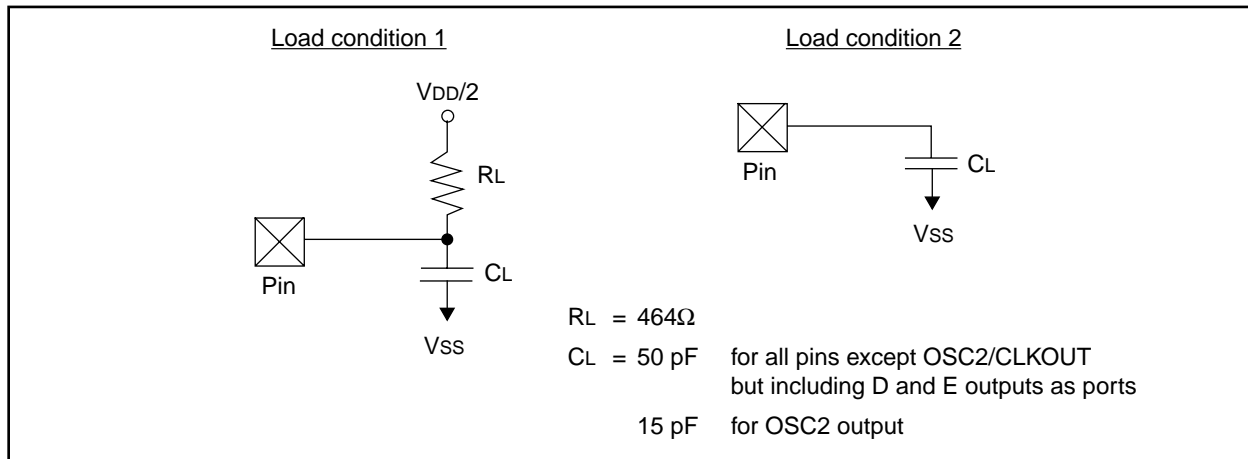 Load condition 1
VDD/2
RL
Pin
CL
VSS
Load condition 2
Pin
CL
VSS
RL = 464Ω
CL = 50 pF for all pins except OSC2/CLKOUT
but including D and E outputs as ports
15 pF for OSC2 output